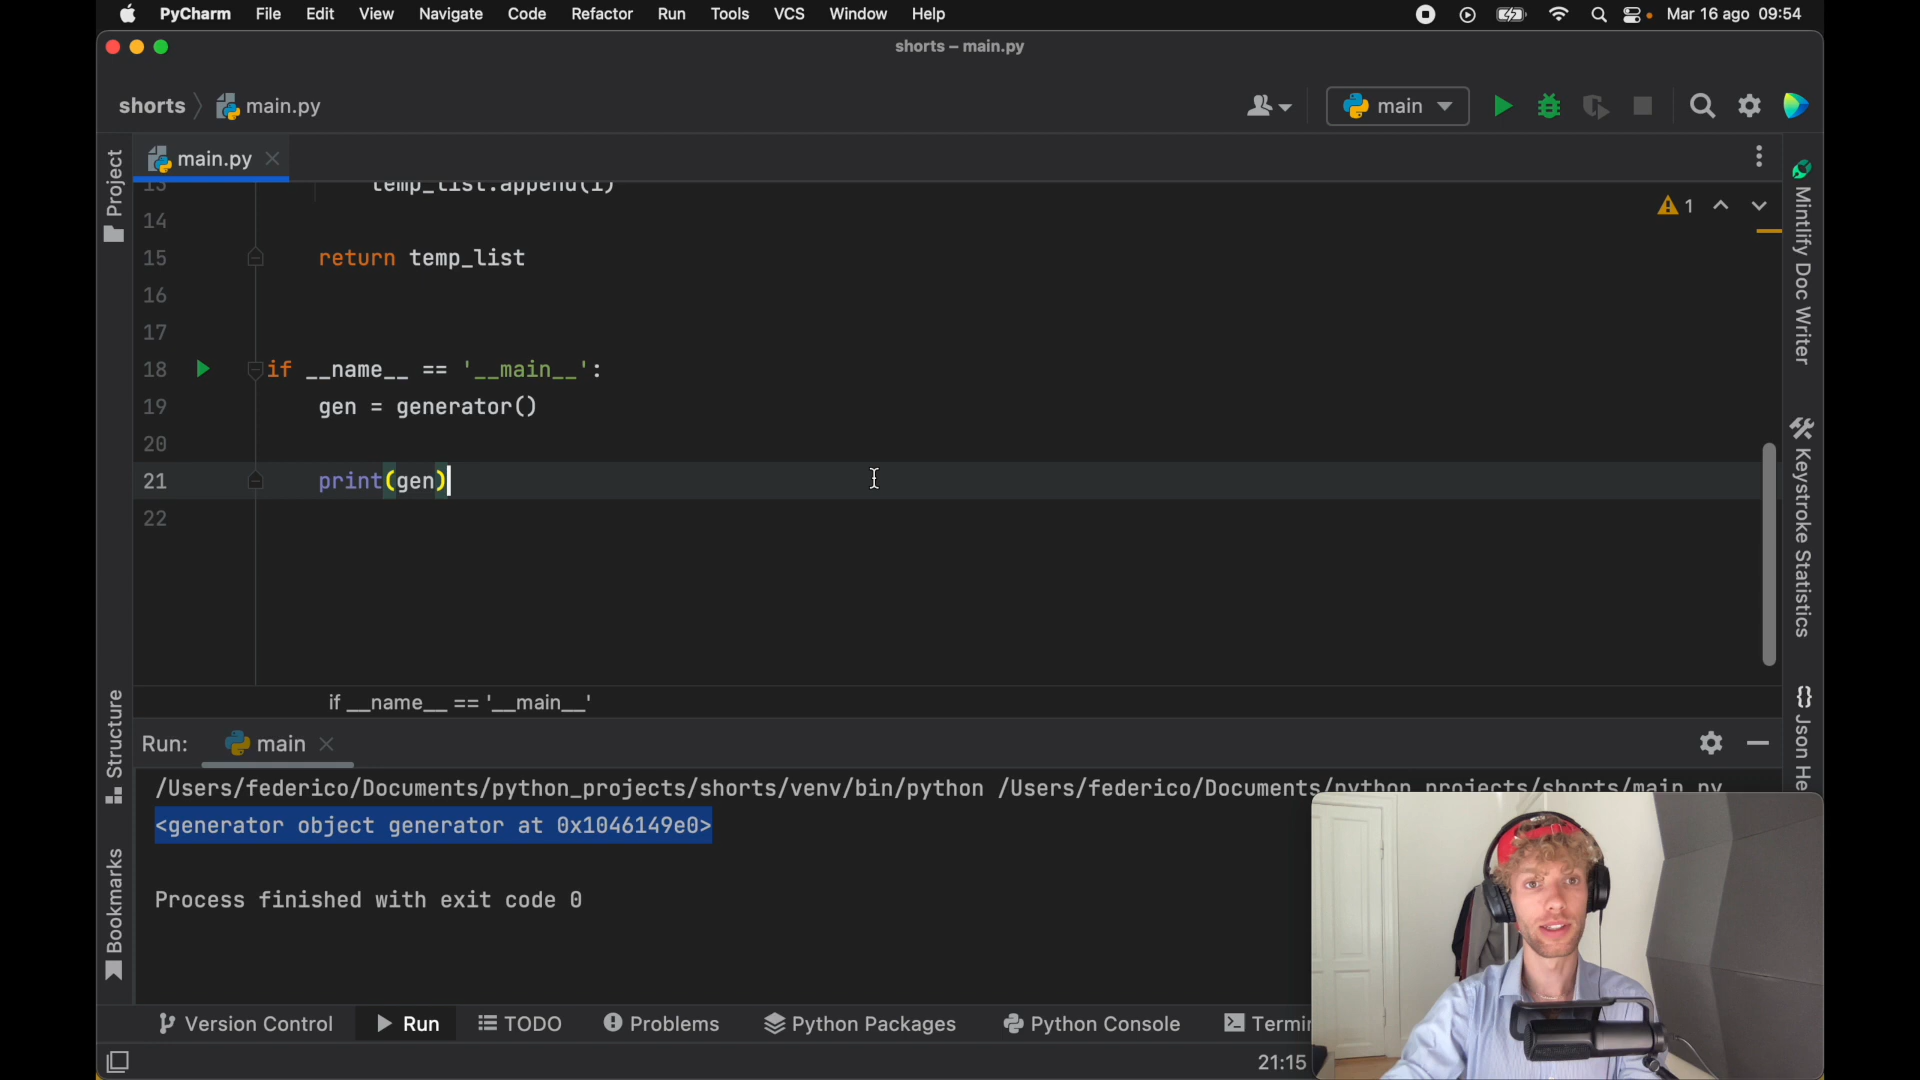 PyCharm File Edit View Navigate Code Refactor Run Tools VCS Window Help Mar 16 ago 09:54
shorts – main.py
shorts main.py main
main.py
Project
13 temp_list.append(i)
14
15 return temp_list
16
17
18 if __name__ == '__main__':
19 gen = generator()
20
21 print(gen)
22
1
Mintlify Doc Writer
Keystroke Statistics
{} Json He
if __name__ == '__main__'
Structure
Bookmarks
Run: main
/Users/federico/Documents/python_projects/shorts/venv/bin/python /Users/federico/Documents/python_projects/shorts/main.py
<generator object generator at 0x1046149e0>
Process finished with exit code 0
Version Control Run TODO Problems Python Packages Python Console Termin
21:15